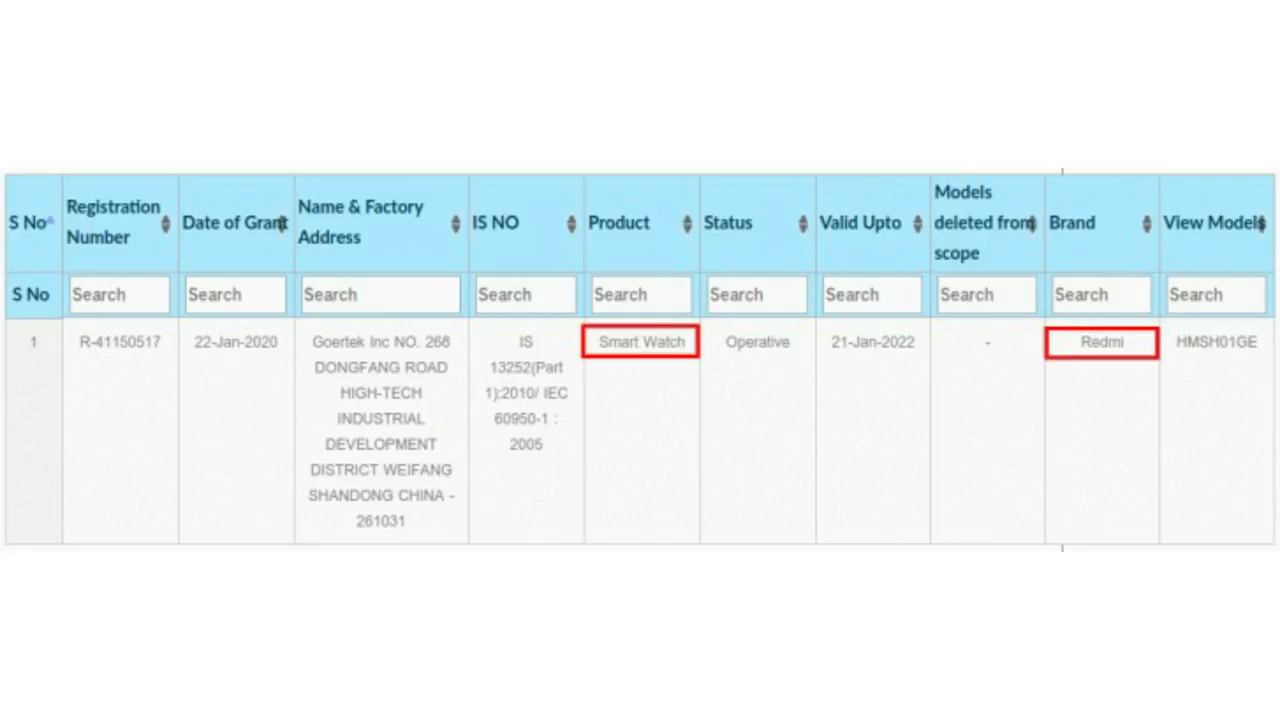 S No
Registration
Number
Date of Grant
Name & Factory
Address
IS NO
Product
Status
Valid Upto
Models
deleted from
scope
Brand
View Models
S No
Search
Search
Search
Search
Search
Search
Search
Search
Search
Search
1
R-41150517
22-Jan-2020
Goertek Inc NO. 268
DONGFANG ROAD
HIGH-TECH
INDUSTRIAL
DEVELOPMENT
DISTRICT WEIFANG
SHANDONG CHINA -
261031
IS
13252(Part
1):2010/ IEC
60950-1 :
2005
Smart Watch
Operative
21-Jan-2022
-
Redmi
HMSH01GE